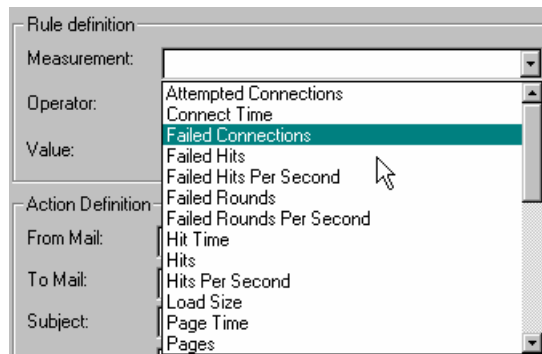 Rule definition
Measurement:
Operator:
Value:
Attempted Connections
Connect Time
Failed Connections
Failed Hits
Failed Hits Per Second
Failed Rounds
Failed Rounds Per Second
Hit Time
Hits
Hits Per Second
Load Size
Page Time
Pages
Action Definition
From Mail:
To Mail:
Subject: